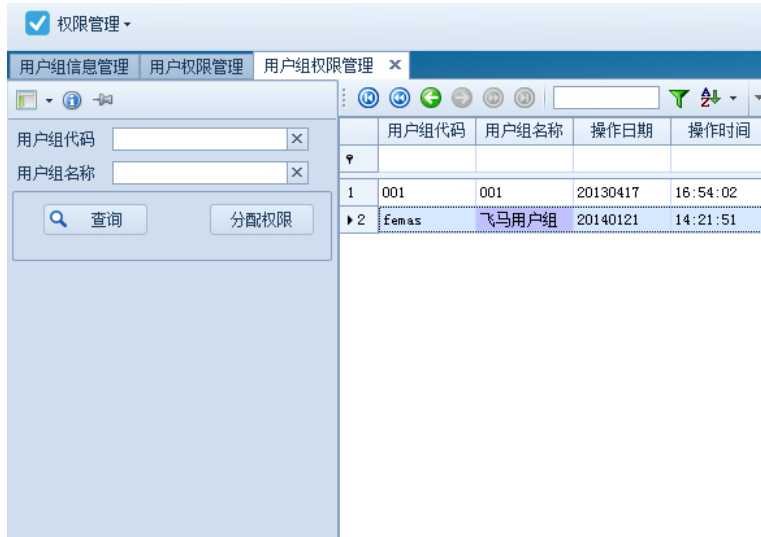 权限管理
用户组信息管理 用户权限管理 用户组权限管理
用户组代码
用户组名称
查询 分配权限
用户组代码 用户组名称 操作日期 操作时间
1 001 001 20130417 16:54:02
2 femas 飞马用户组 20140121 14:21:51